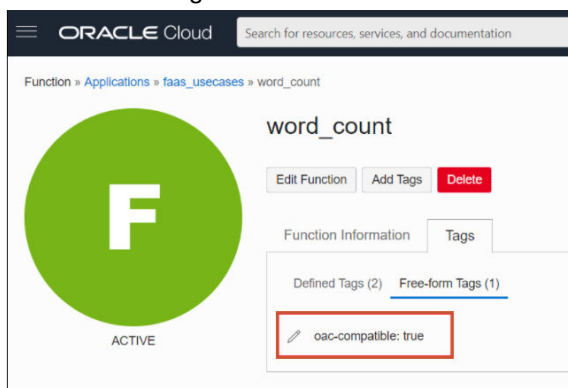 ORACLE Cloud
Search for resources, services, and documentation
Function » Applications » faas_usecases » word_count
F
ACTIVE
word_count
Edit Function Add Tags Delete
Function Information Tags
Defined Tags (2) Free-form Tags (1)
oac-compatible: true